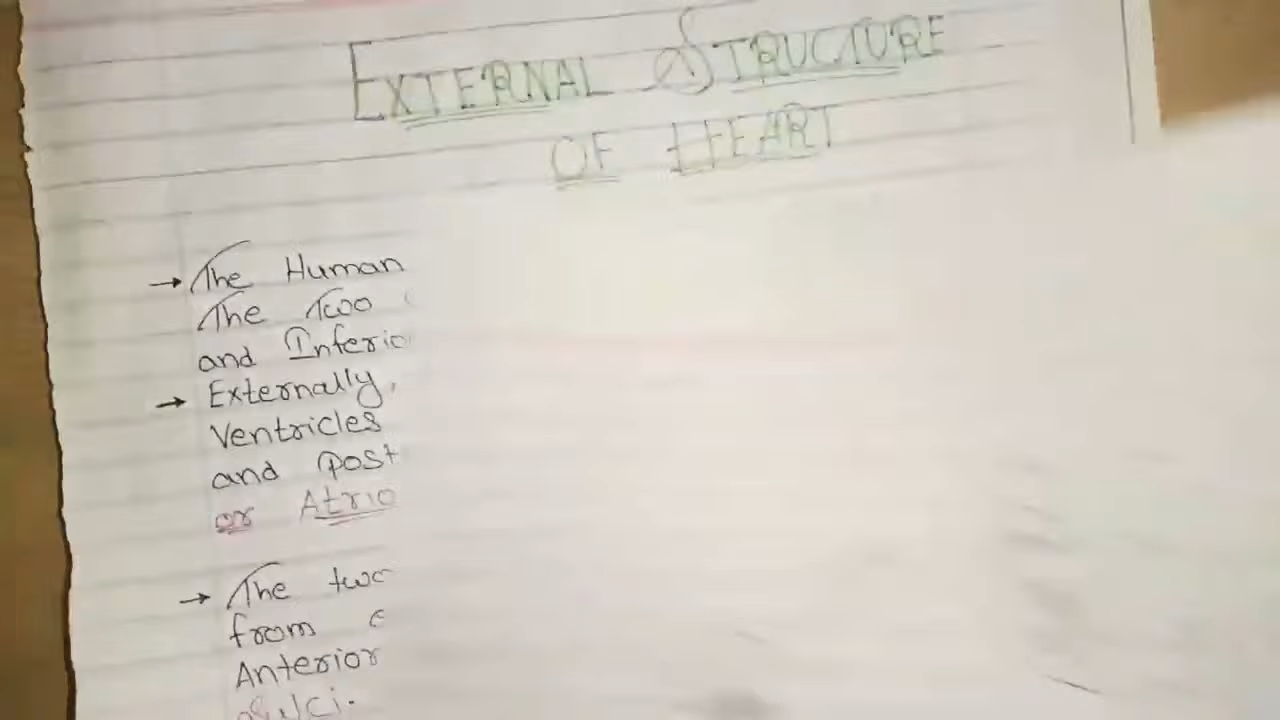 EXTERNAL STRUCTURE
OF HEART
→ The Human
The Two
and Inferio
→ Externally,
Ventricles
and Post
or Atrio
→ The two
from
Anterior
Sulci.